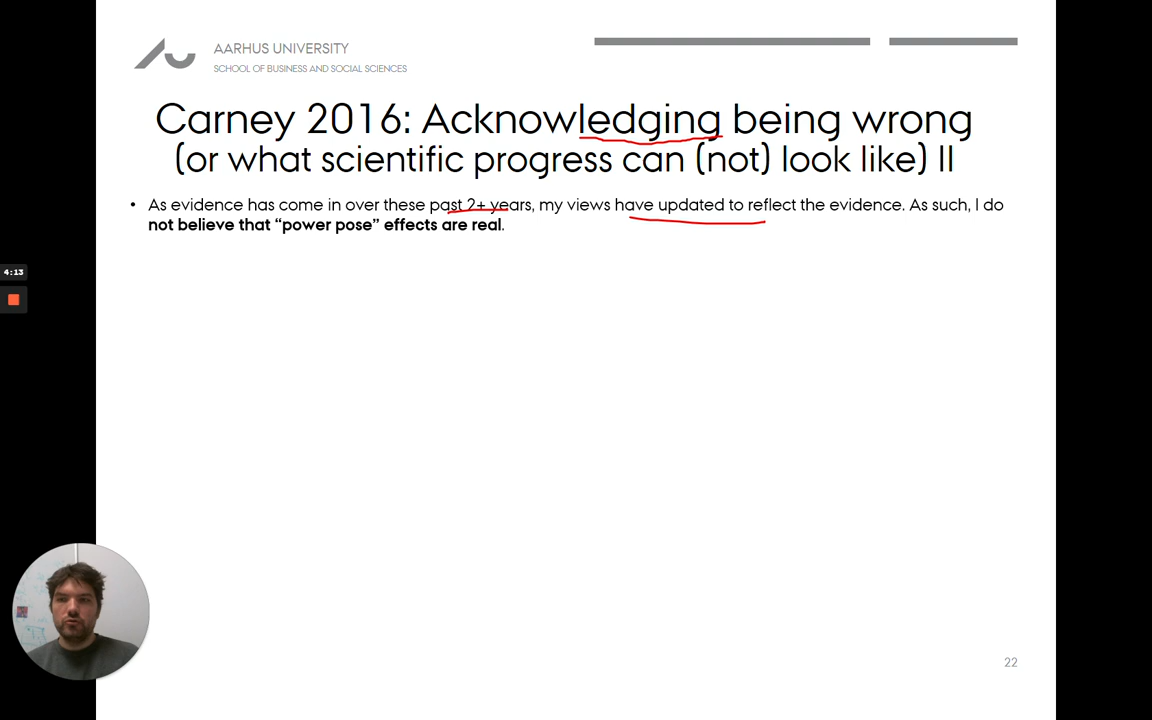 AARHUS UNIVERSITY
SCHOOL OF BUSINESS AND SOCIAL SCIENCES
Carney 2016: Acknowledging being wrong
(or what scientific progress can (not) look like) II
• As evidence has come in over these past 2+ years, my views have updated to reflect the evidence. As such, I do
not believe that “power pose” effects are real.
4:13
22